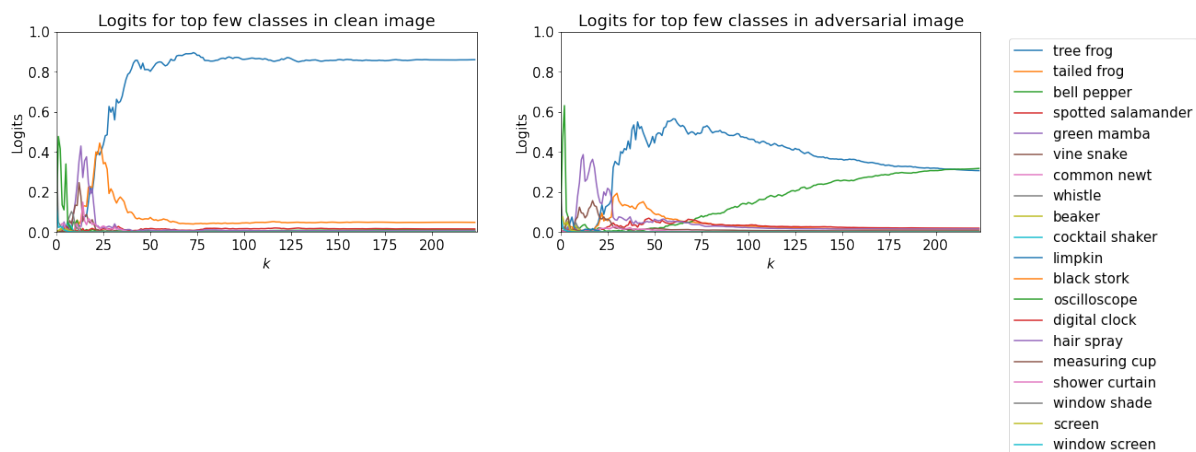 Logits for top few classes in clean image
1.0
0.8
0.6
0.4
0.2
0.0
Logits
0 25 50 75 100 125 150 175 200
k
Logits for top few classes in adversarial image
1.0
0.8
0.6
0.4
0.2
0.0
Logits
0 25 50 75 100 125 150 175 200
k
tree frog
tailed frog
bell pepper
spotted salamander
green mamba
vine snake
common newt
whistle
beaker
cocktail shaker
limpkin
black stork
oscilloscope
digital clock
hair spray
measuring cup
shower curtain
window shade
screen
window screen